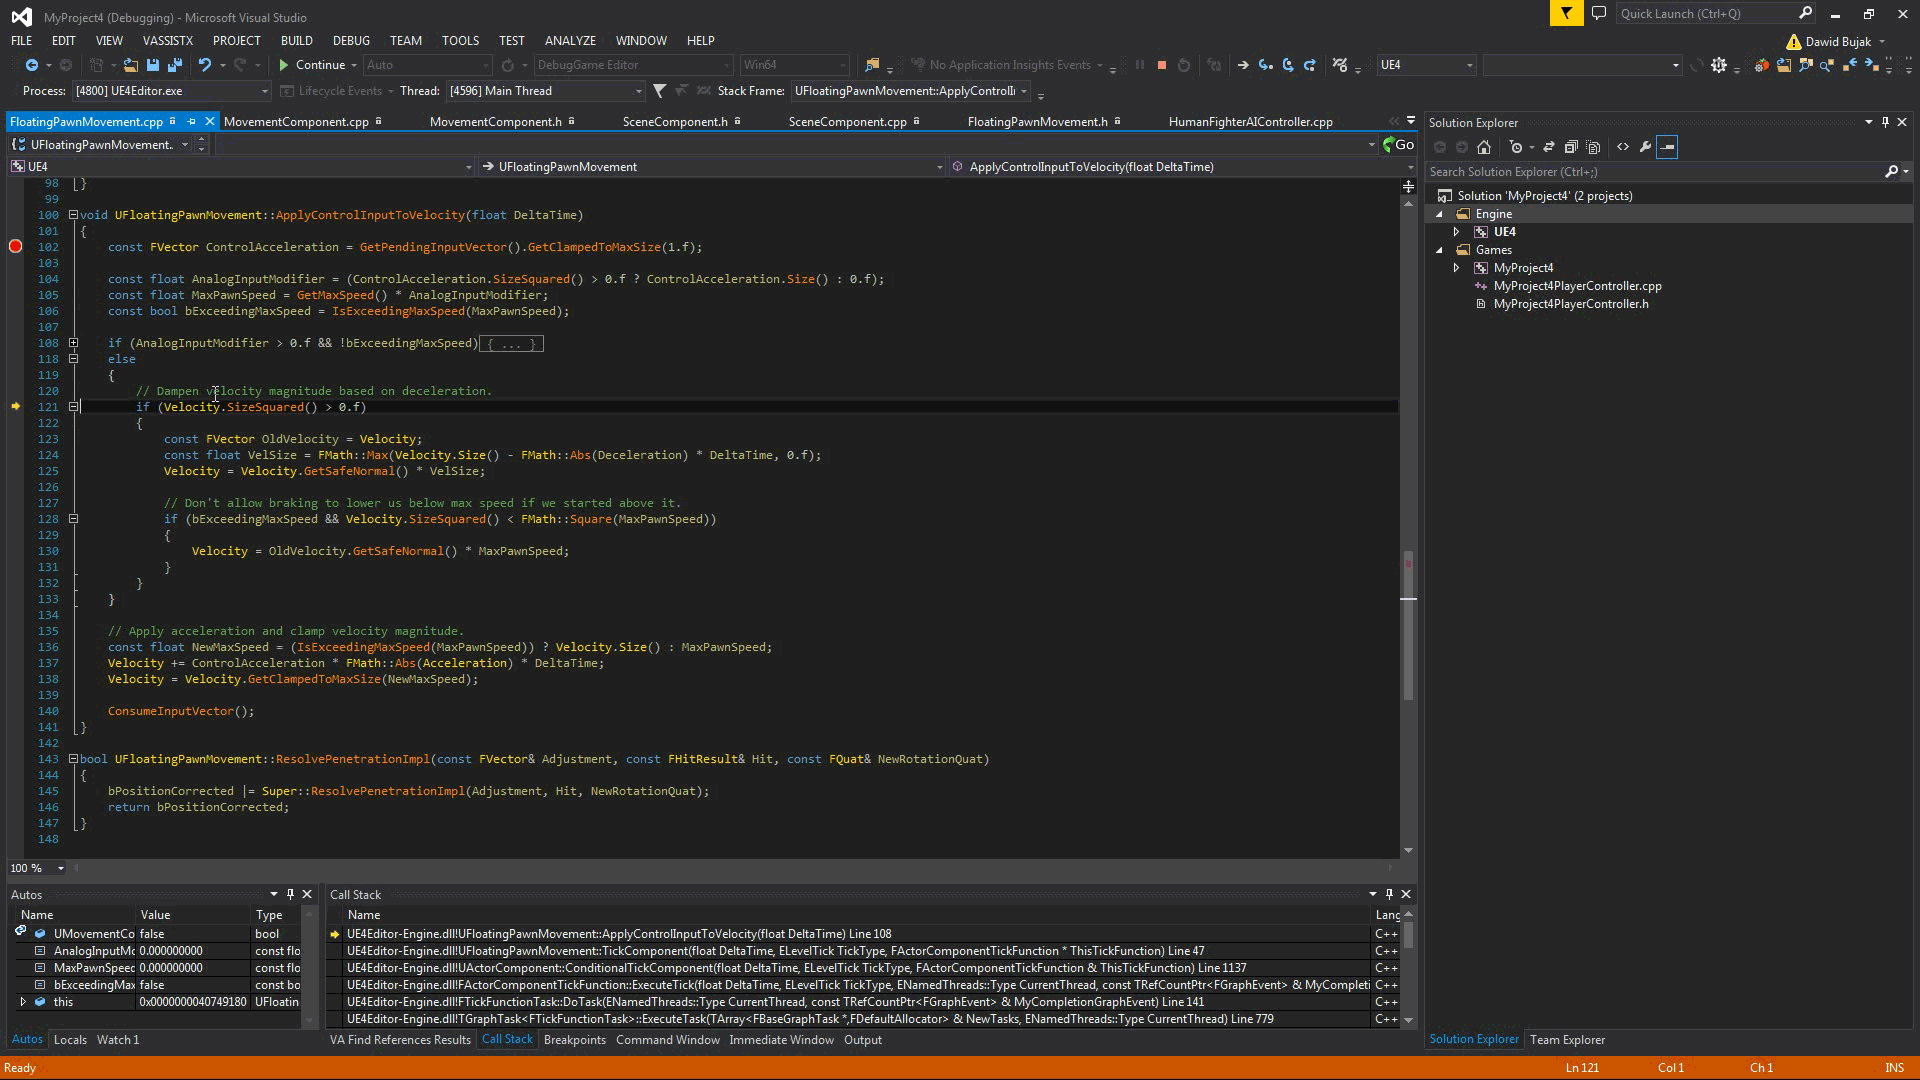 MyProject4 (Debugging) - Microsoft Visual Studio
Quick Launch (Ctrl+Q)
FILE EDIT VIEW VASSISTX PROJECT BUILD DEBUG TEAM TOOLS TEST ANALYZE WINDOW HELP
Dawid Bujak
Continue Auto DebugGame Editor Win64 No Application Insights Events UE4
Process: [4800] UE4Editor.exe Lifecycle Events Thread: [4596] Main Thread Stack Frame: UFloatingPawnMovement::ApplyControlI
FloatingPawnMovement.cpp MovementComponent.cpp MovementComponent.h SceneComponent.h SceneComponent.cpp FloatingPawnMovement.h HumanFighterAIController.cpp
UFloatingPawnMovement. Go
UE4 UFloatingPawnMovement ApplyControlInputToVelocity(float DeltaTime)
98 }
99
100 void UFloatingPawnMovement::ApplyControlInputToVelocity(float DeltaTime)
101 {
102 const FVector ControlAcceleration = GetPendingInputVector().GetClampedToMaxSize(1.f);
103
104 const float AnalogInputModifier = (ControlAcceleration.SizeSquared() > 0.f ? ControlAcceleration.Size() : 0.f);
105 const float MaxPawnSpeed = GetMaxSpeed() * AnalogInputModifier;
106 const bool bExceedingMaxSpeed = IsExceedingMaxSpeed(MaxPawnSpeed);
107
108 if (AnalogInputModifier > 0.f && !bExceedingMaxSpeed){ ... }
118 else
119 {
120 // Dampen velocity magnitude based on deceleration.
121 if (Velocity.SizeSquared() > 0.f)
122 {
123 const FVector OldVelocity = Velocity;
124 const float VelSize = FMath::Max(Velocity.Size() - FMath::Abs(Deceleration) * DeltaTime, 0.f);
125 Velocity = Velocity.GetSafeNormal() * VelSize;
126
127 // Don't allow braking to lower us below max speed if we started above it.
128 if (bExceedingMaxSpeed && Velocity.SizeSquared() < FMath::Square(MaxPawnSpeed))
129 {
130 Velocity = OldVelocity.GetSafeNormal() * MaxPawnSpeed;
131 }
132 }
133 }
134
135 // Apply acceleration and clamp velocity magnitude.
136 const float NewMaxSpeed = (IsExceedingMaxSpeed(MaxPawnSpeed)) ? Velocity.Size() : MaxPawnSpeed;
137 Velocity += ControlAcceleration * FMath::Abs(Acceleration) * DeltaTime;
138 Velocity = Velocity.GetClampedToMaxSize(NewMaxSpeed);
139
140 ConsumeInputVector();
141 }
142
143 bool UFloatingPawnMovement::ResolvePenetrationImpl(const FVector& Adjustment, const FHitResult& Hit, const FQuat& NewRotationQuat)
144 {
145 bPositionCorrected |= Super::ResolvePenetrationImpl(Adjustment, Hit, NewRotationQuat);
146 return bPositionCorrected;
147 }
148
100 %
Solution Explorer
Search Solution Explorer (Ctrl+;)
Solution 'MyProject4' (2 projects)
Engine
UE4
Games
MyProject4
MyProject4PlayerController.cpp
MyProject4PlayerController.h
Autos
Name Value Type
UMovementCo false bool
AnalogInputMo 0.000000000 const flo
MaxPawnSpeed 0.000000000 const flo
bExceedingMax false const bo
this 0x0000000040749180 UFloatin
Autos Locals Watch 1
Call Stack
Name Lang
UE4Editor-Engine.dll!UFloatingPawnMovement::ApplyControlInputToVelocity(float DeltaTime) Line 108 C++
UE4Editor-Engine.dll!UFloatingPawnMovement::TickComponent(float DeltaTime, ELevelTick TickType, FActorComponentTickFunction * ThisTickFunction) Line 47 C++
UE4Editor-Engine.dll!UActorComponent::ConditionalTickComponent(float DeltaTime, ELevelTick TickType, FActorComponentTickFunction & ThisTickFunction) Line 1137 C++
UE4Editor-Engine.dll!FActorComponentTickFunction::ExecuteTick(float DeltaTime, ELevelTick TickType, ENamedThreads::Type CurrentThread, const TRefCountPtr<FGraphEvent> & MyCompleti C++
UE4Editor-Engine.dll!FTickFunctionTask::DoTask(ENamedThreads::Type CurrentThread, const TRefCountPtr<FGraphEvent> & MyCompletionGraphEvent) Line 141 C++
UE4Editor-Engine.dll!TGraphTask<FTickFunctionTask>::ExecuteTask(TArray<FBaseGraphTask *,FDefaultAllocator> & NewTasks, ENamedThreads::Type CurrentThread) Line 779 C++
VA Find References Results Call Stack Breakpoints Command Window Immediate Window Output
Solution Explorer Team Explorer
Ready Ln 121 Col 1 Ch 1 INS